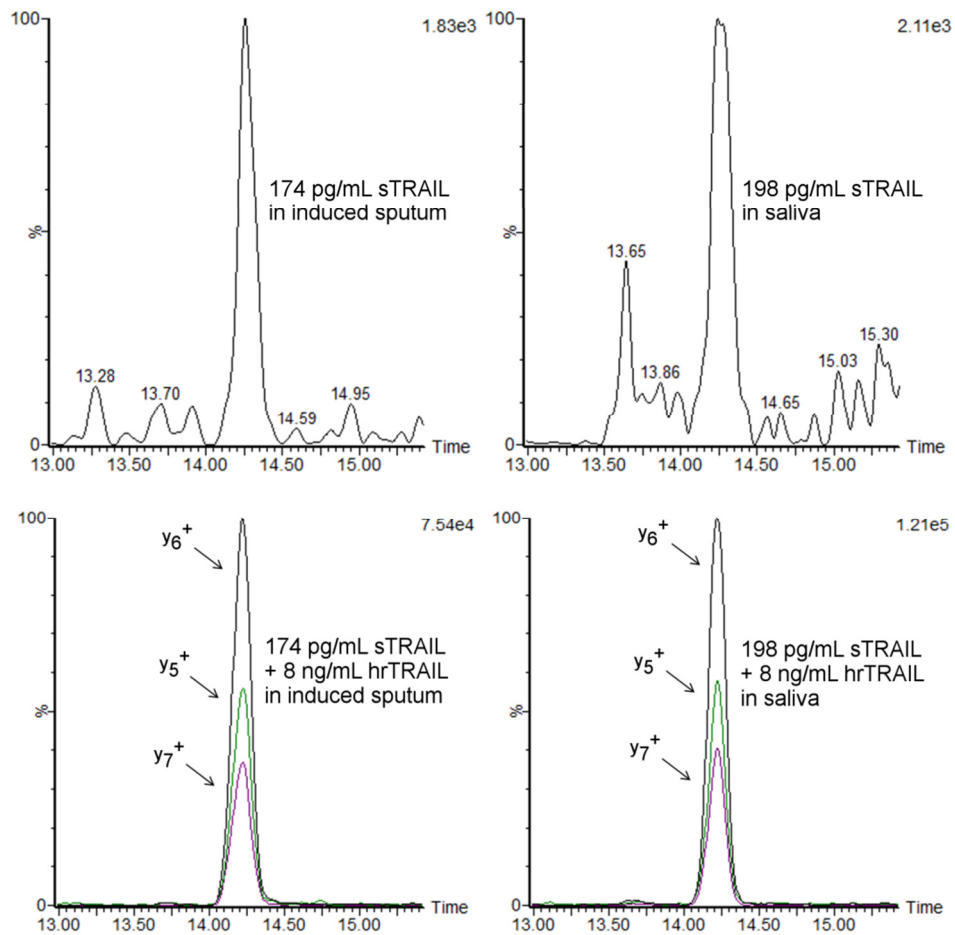 100
1.83e3
174 pg/mL sTRAIL
in induced sputum
%
13.28
13.70
14.59
14.95
0
Time
13.00
13.50
14.00
14.50
15.00
100
2.11e3
198 pg/mL sTRAIL
in saliva
13.65
%
13.86
14.65
15.03
15.30
0
Time
13.00
13.50
14.00
14.50
15.00
100
7.54e4
y6+
174 pg/mL sTRAIL
+ 8 ng/mL hrTRAIL
in induced sputum
y5+
%
y7+
0
Time
13.00
13.50
14.00
14.50
15.00
100
1.21e5
y6+
198 pg/mL sTRAIL
+ 8 ng/mL hrTRAIL
in saliva
y5+
%
y7+
0
Time
13.00
13.50
14.00
14.50
15.00